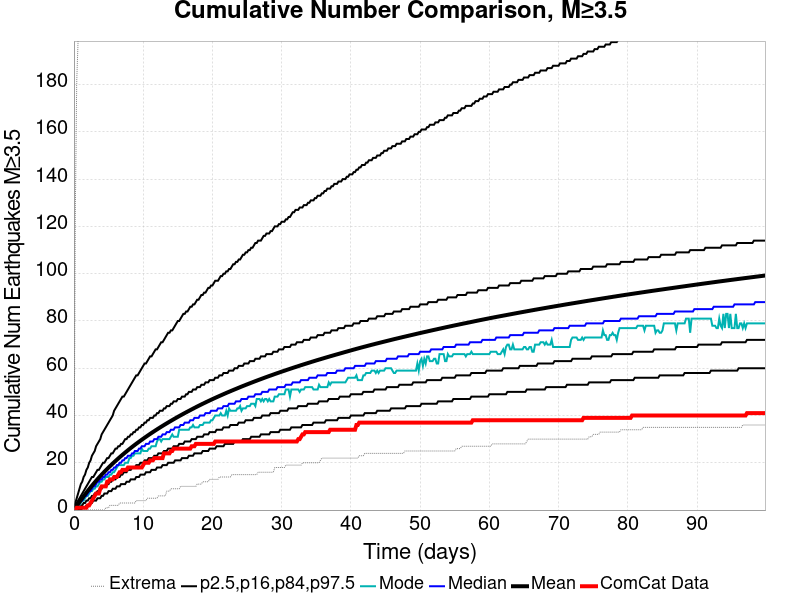 Cumulative Number Comparison, M≥3.5
Cumulative Num Earthquakes M≥3.5
180
160
140
120
100
80
60
40
20
0
0 10 20 30 40 50 60 70 80 90
Time (days)
Extrema p2.5,p16,p84,p97.5 Mode Median Mean ComCat Data